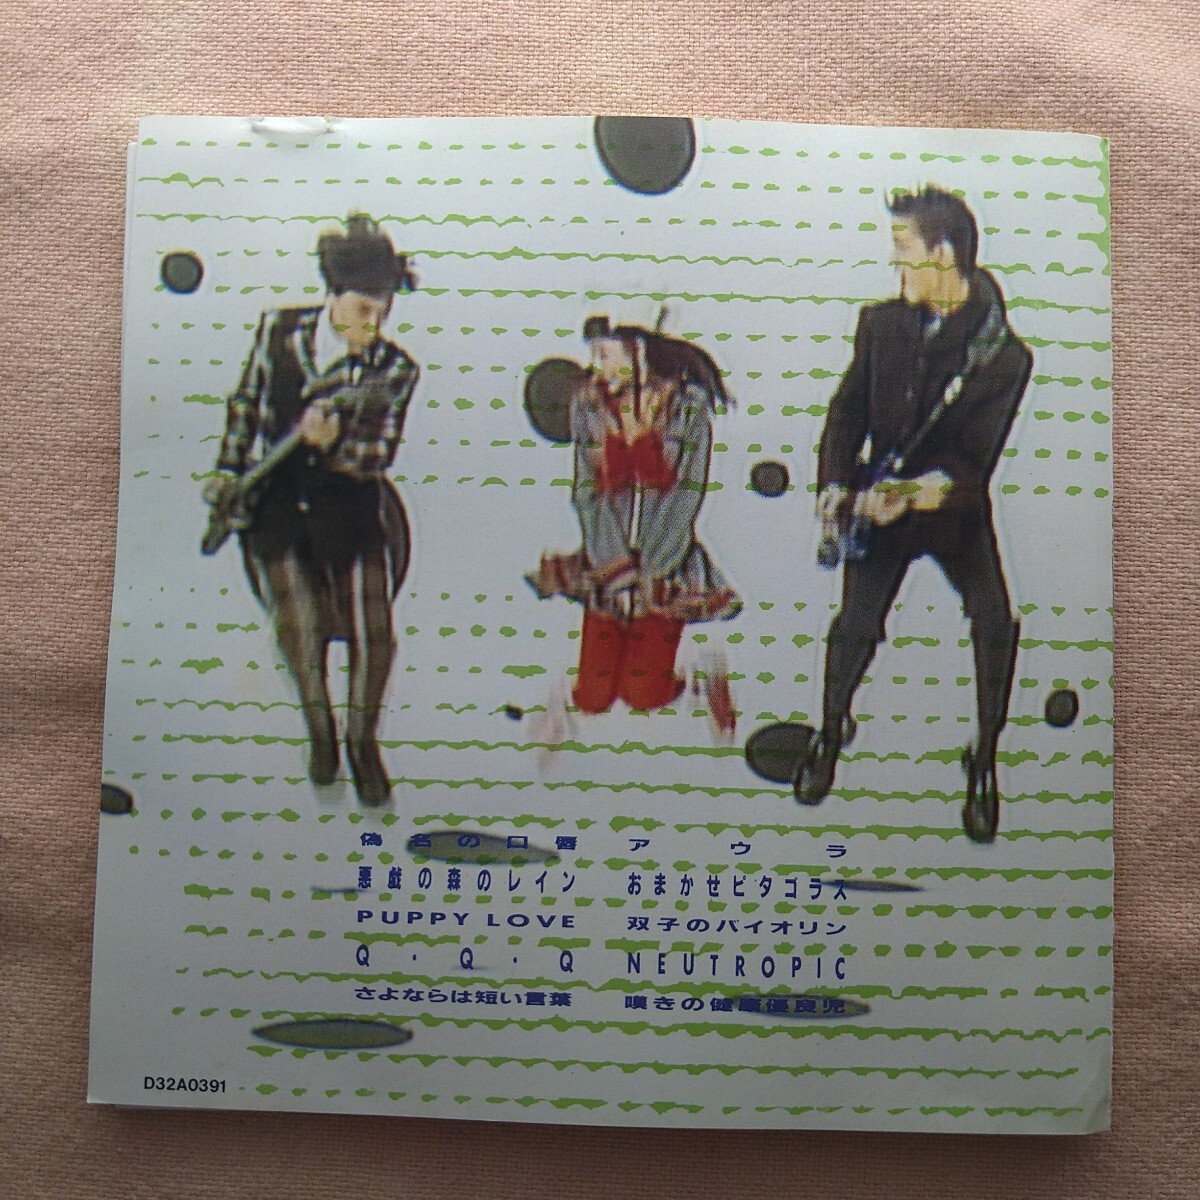 偽名の口唇
悪戯の森のレイン
PUPPY LOVE
Q・Q・Q
さよならは短い言葉
アウラ
おまかせピタゴラス
双子のバイオリン
NEUTROPIC
嘆きの健康優良児
D32A0391